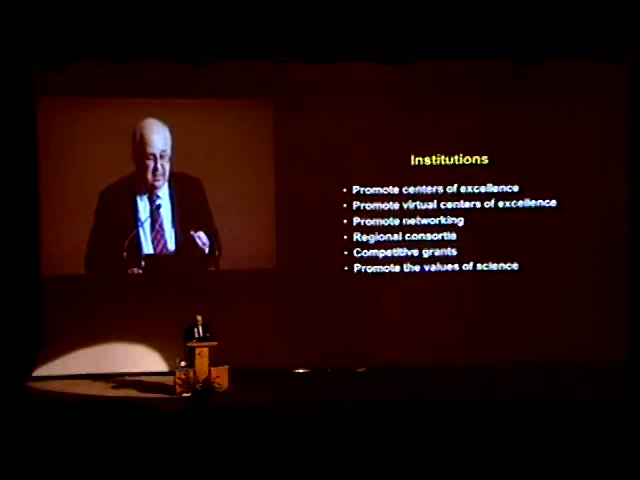 Institutions
• Promote centers of excellence
• Promote virtual centers of excellence
• Promote networking
• Regional consortia
• Competitive grants
• Promote the values of science